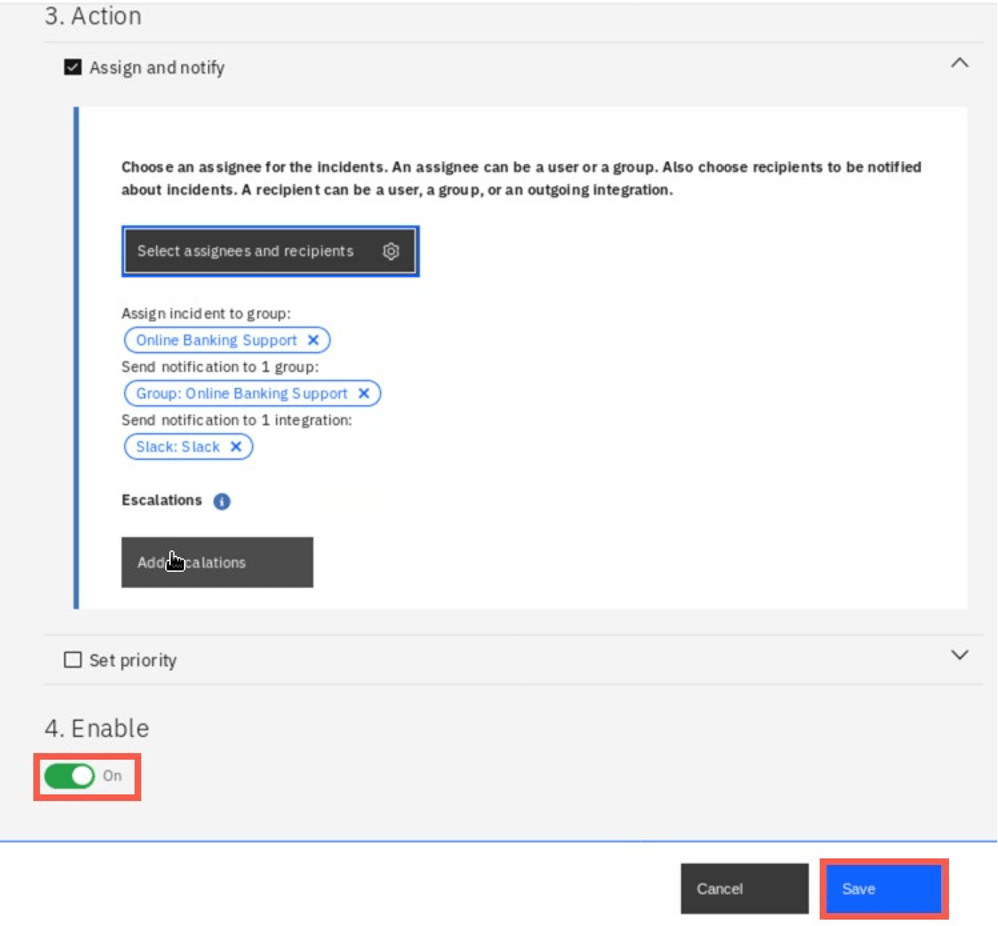 3. Action
Assign and notify
Choose an assignee for the incidents. An assignee can be a user or a group. Also choose recipients to be notified
about incidents. A recipient can be a user, a group, or an outgoing integration.
Select assignees and recipients
Assign incident to group:
Online Banking Support ✕
Send notification to 1 group:
Group: Online Banking Support ✕
Send notification to 1 integration:
Slack: Slack ✕
Escalations
Add calations
Set priority
4. Enable
On
Cancel
Save